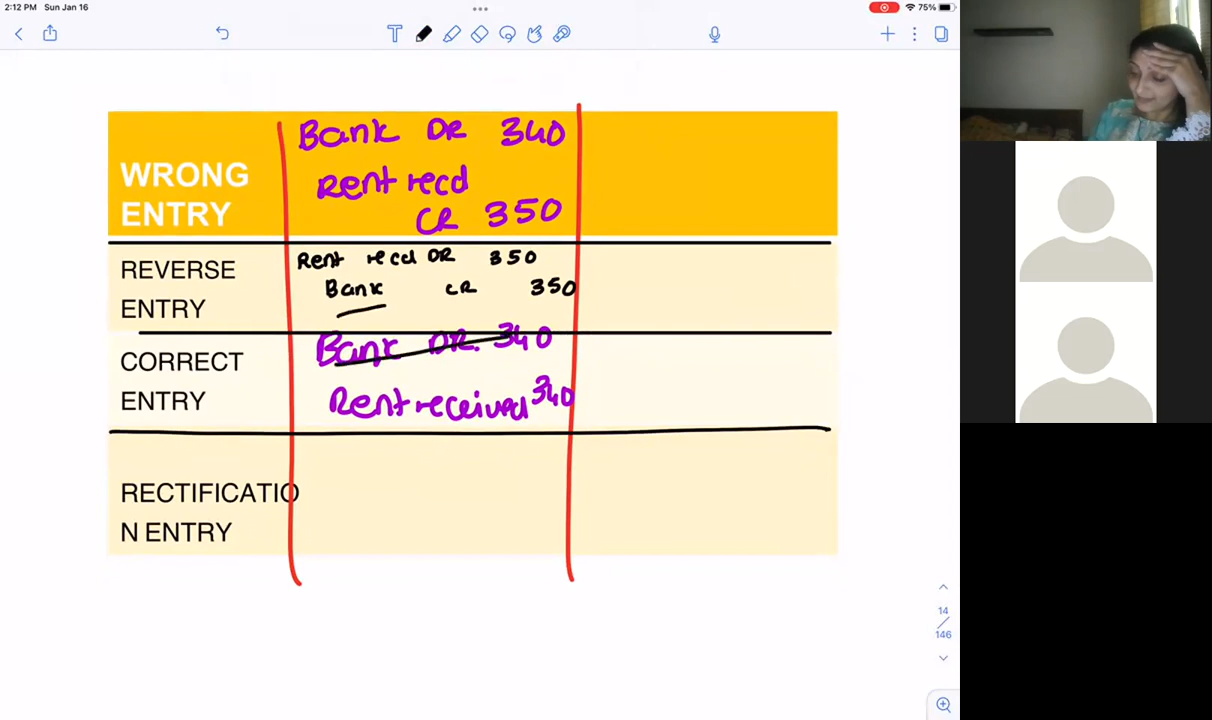 2:12 PM Sun Jan 16
75%
T
WRONG
ENTRY
Bank DR 340
Rent recd
CR 350
REVERSE
ENTRY
Rent recd DR 350
Bank CR 350
CORRECT
ENTRY
Bank DR. 340
Rent received 340
RECTIFICATIO
N ENTRY
14
146